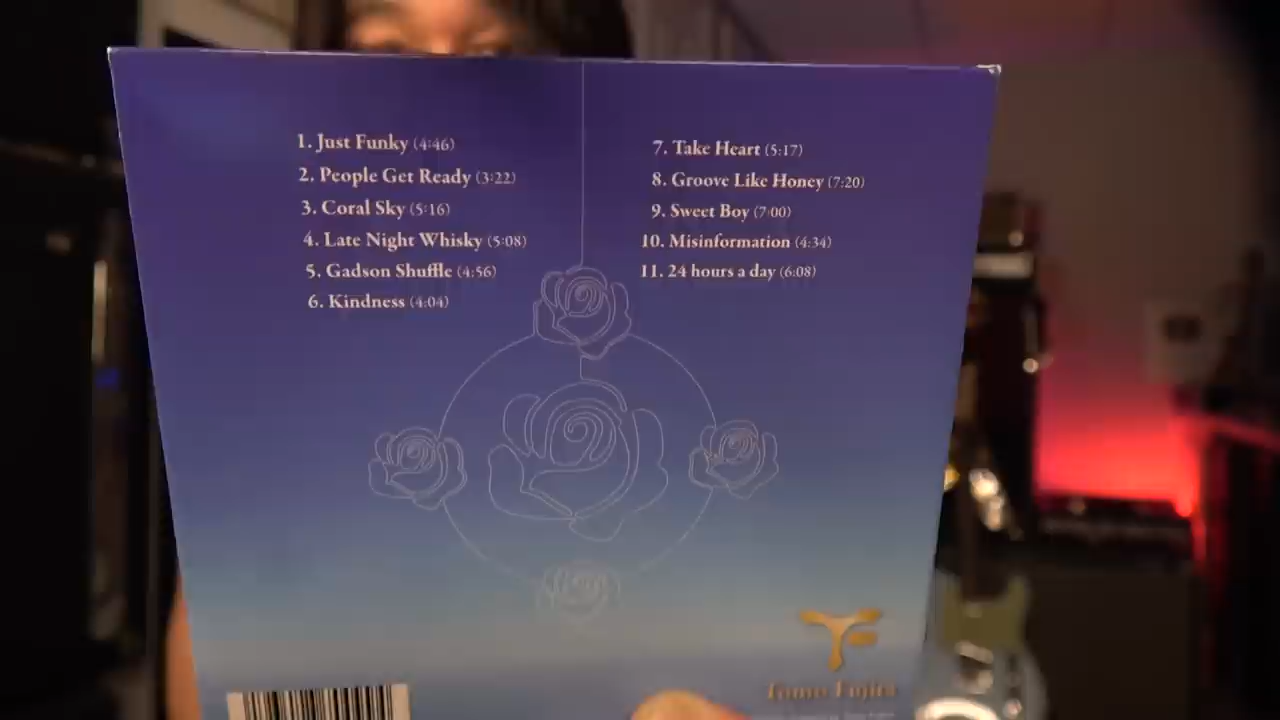 1. Just Funky (4:46)
2. People Get Ready (3:22)
3. Coral Sky (5:16)
4. Late Night Whisky (5:08)
5. Gadson Shuffle (4:56)
6. Kindness (4:04)
7. Take Heart (5:17)
8. Groove Like Honey (7:20)
9. Sweet Boy (7:00)
10. Misinformation (4:34)
11. 24 hours a day (6:08)
TF
Tomo Fujita